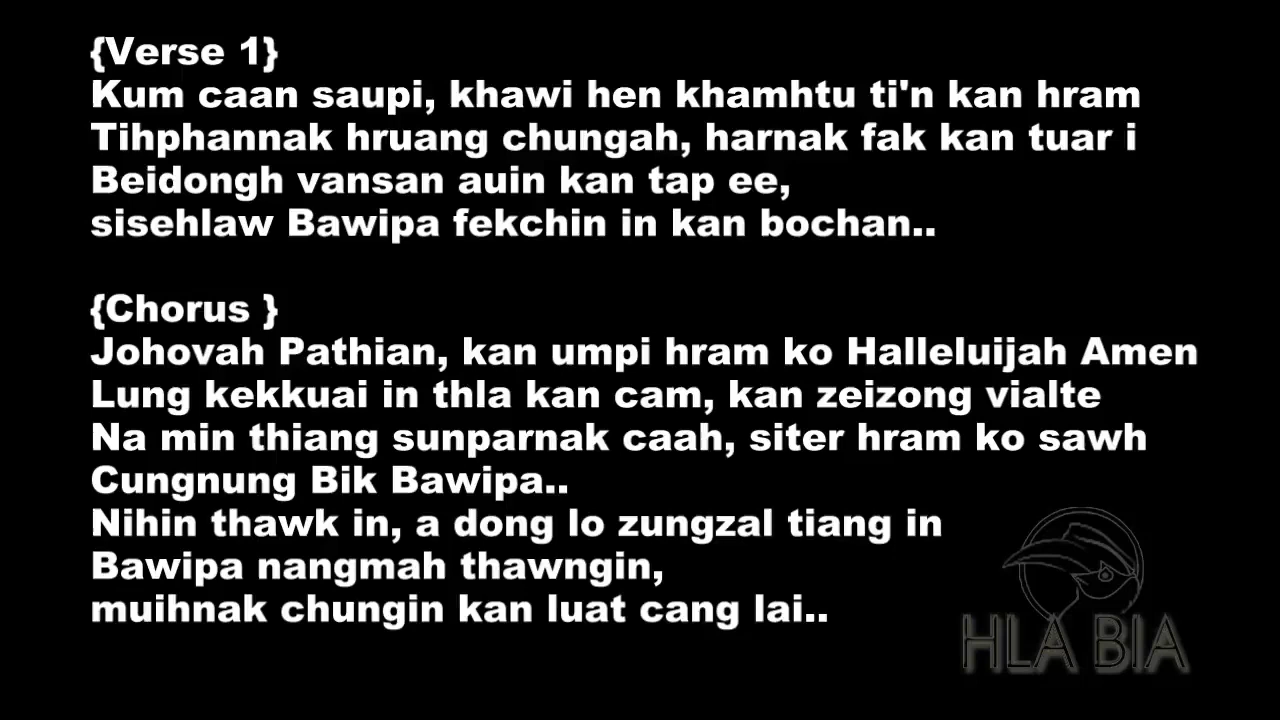 {Verse 1}
Kum caan saupi, khawi hen khamhtu ti'n kan hram
Tihphannak hruang chungah, harnak fak kan tuar i
Beidongh vansan auin kan tap ee,
sisehlaw Bawipa fekchin in kan bochan..
{Chorus }
Johovah Pathian, kan umpi hram ko Halleluijah Amen
Lung kekkuai in thla kan cam, kan zeizong vialte
Na min thiang sunparnak caah, siter hram ko sawh
Cungnung Bik Bawipa..
Nihin thawk in, a dong lo zungzal tiang in
Bawipa nangmah thawngin,
muihnak chungin kan luat cang lai..
HLA BIA